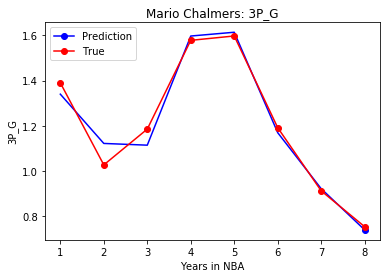 Mario Chalmers: 3P_G
Prediction
True
3P_G
1.6
1.4
1.2
1.0
0.8
1 2 3 4 5 6 7 8
Years in NBA